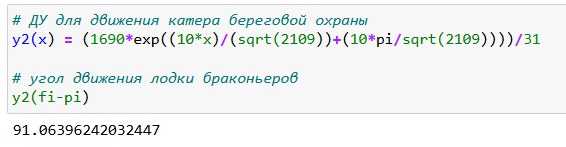 # ДУ для движения катера береговой охраны
y2(x) = (1690*exp((10*x)/(sqrt(2109))+(10*pi/sqrt(2109))))/31
# угол движения лодки браконьеров
y2(fi-pi)
91.06396242032447